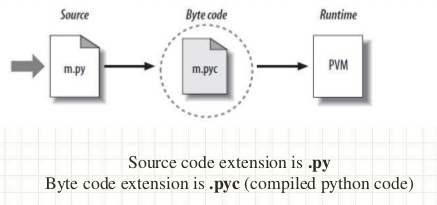 Source
Byte code
Runtime
m.py
m.pyc
PVM
Source code extension is .py
Byte code extension is .pyc (compiled python code)